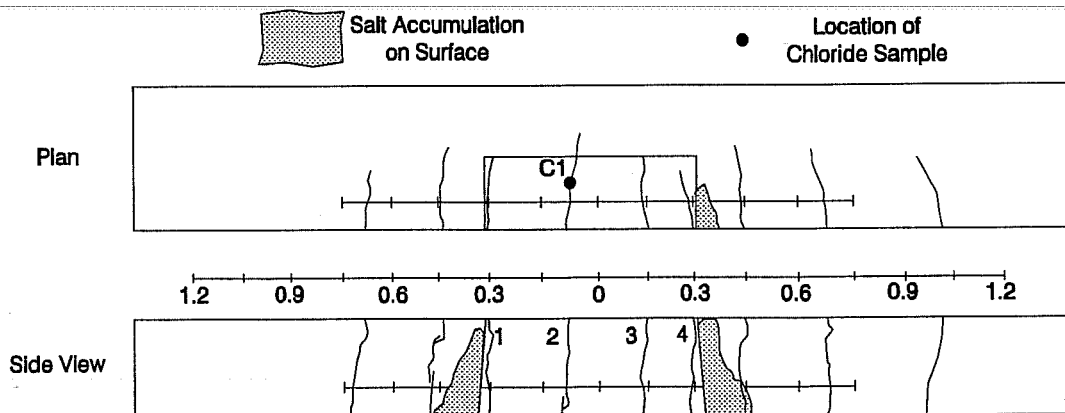 Salt Accumulation
on Surface
Location of
Chloride Sample
Plan
C1
1.2 0.9 0.6 0.3 0 0.3 0.6 0.9 1.2
1 2 3 4
Side View